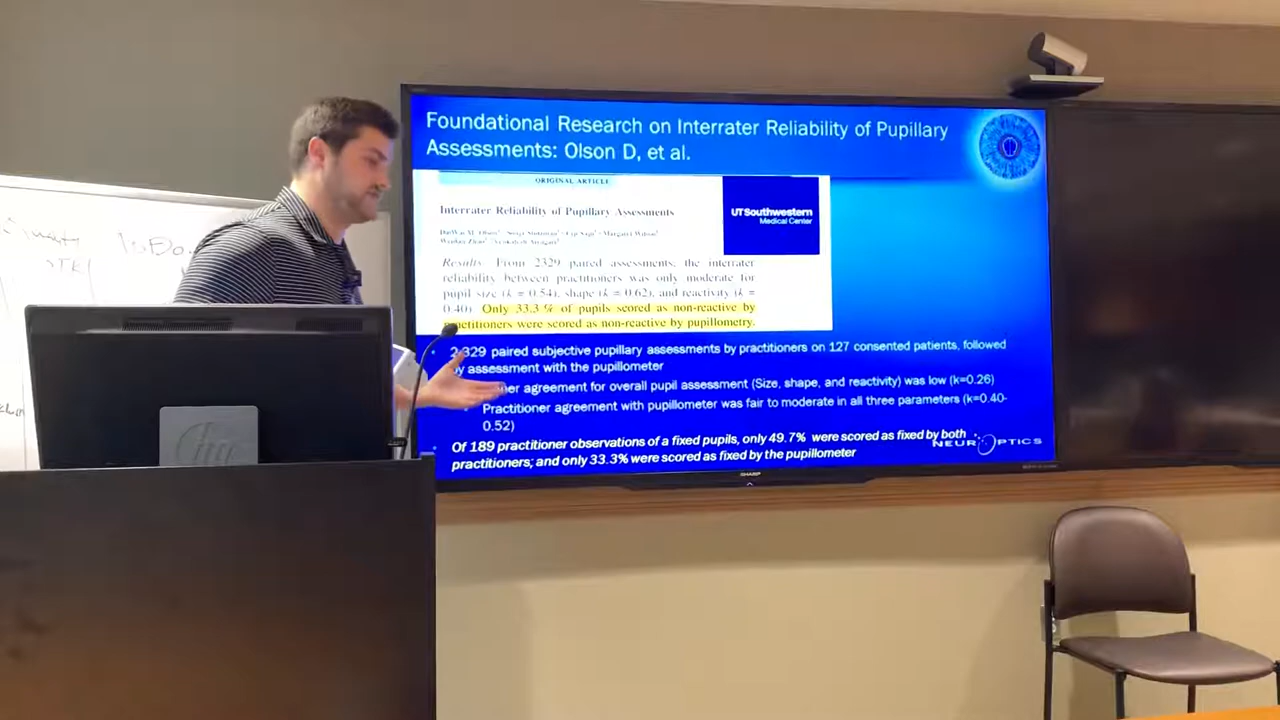 Foundational Research on Interrater Reliability of Pupillary
Assessments: Olson D, et al.
ORIGINAL ARTICLE
Interrater Reliability of Pupillary Assessments
UTSouthwestern
Medical Center
Results: From 2329 paired assessments, the interrater
reliability between practitioners was only moderate for
pupil size (k = 0.54), shape (k = 0.62), and reactivity (k =
0.40). Only 33.3 % of pupils scored as non-reactive by
practitioners were scored as non-reactive by pupillometry.
2,329 paired subjective pupillary assessments by practitioners on 127 consented patients, followed
by assessment with the pupillometer
agreement for overall pupil assessment (Size, shape, and reactivity) was low (k=0.26)
Practitioner agreement with pupillometer was fair to moderate in all three parameters (k=0.40-
0.52)
Of 189 practitioner observations of a fixed pupils, only 49.7% were scored as fixed by both
practitioners; and only 33.3% were scored as fixed by the pupillometer
NEUROPTICS
SHARP
hp